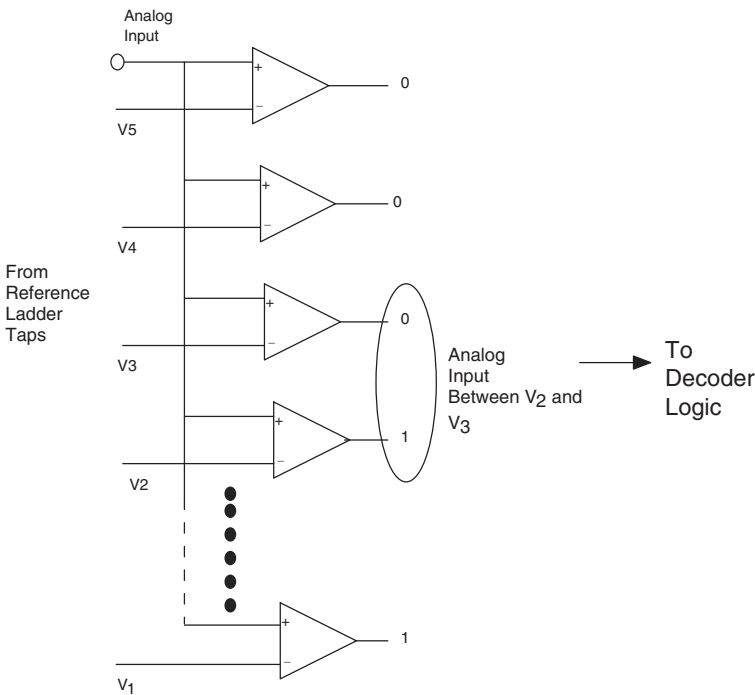 Analog
Input
+
−
0
V5
+
−
0
V4
From
Reference
Ladder
Taps
+
−
0
V3
Analog
Input
Between V2 and
V3
To
Decoder
Logic
+
−
1
V2
+
−
1
V1